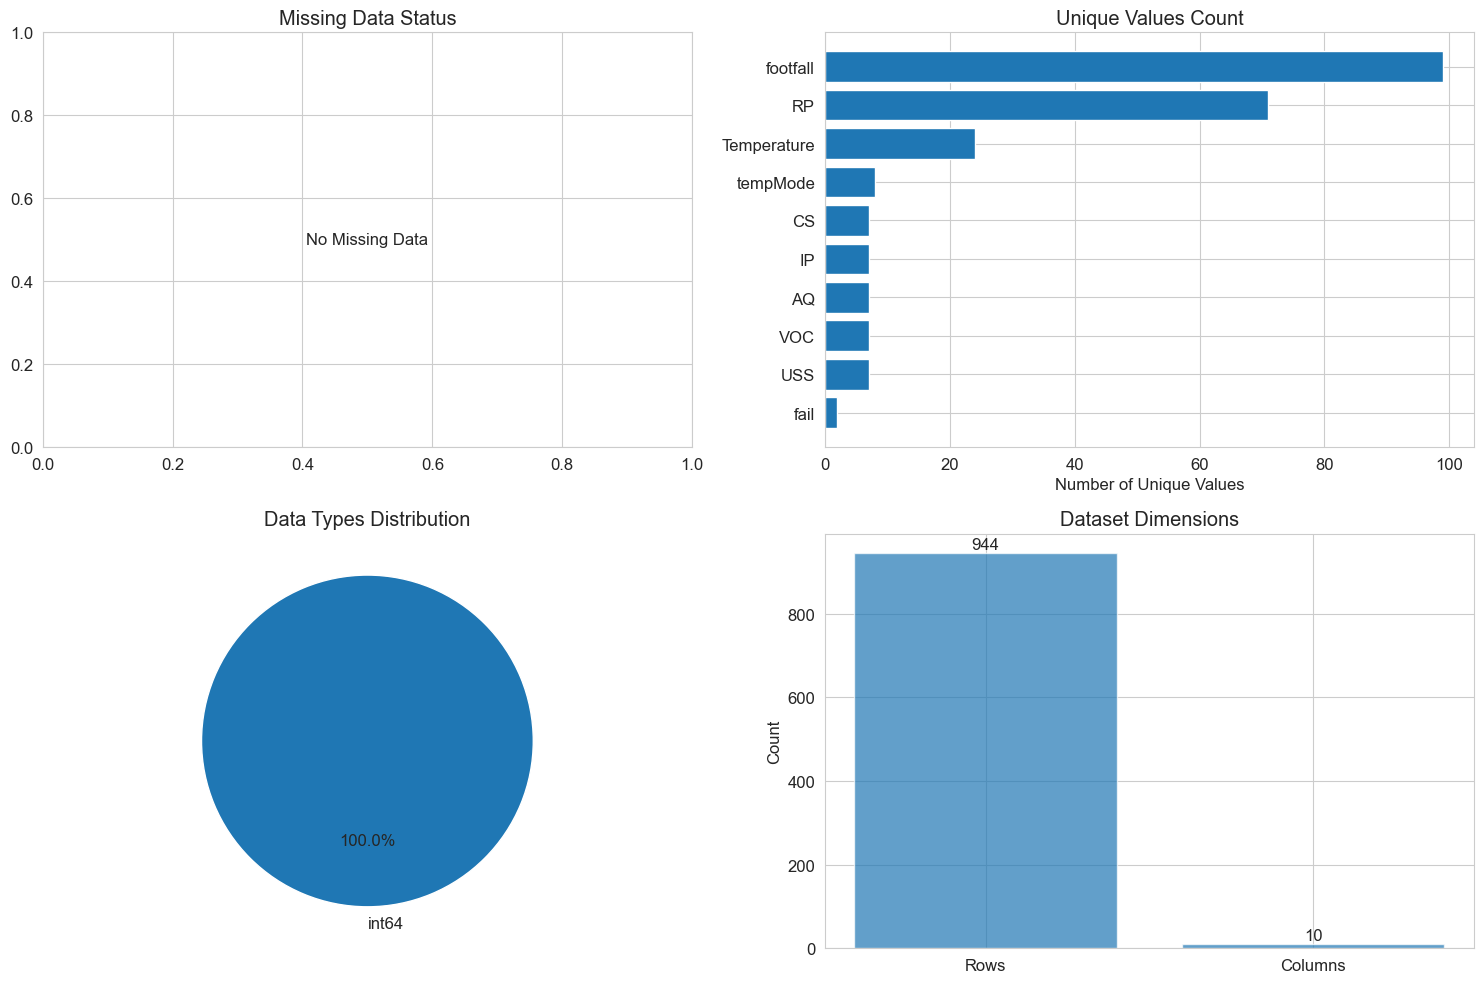 Missing Data Status
1.0
0.8
0.6
0.4
0.2
0.0
No Missing Data
0.0 0.2 0.4 0.6 0.8 1.0
Unique Values Count
footfall
RP
Temperature
tempMode
CS
IP
AQ
VOC
USS
fail
0 20 40 60 80 100
Number of Unique Values
Data Types Distribution
100.0%
int64
Dataset Dimensions
Count
800
600
400
200
0
944
10
Rows Columns